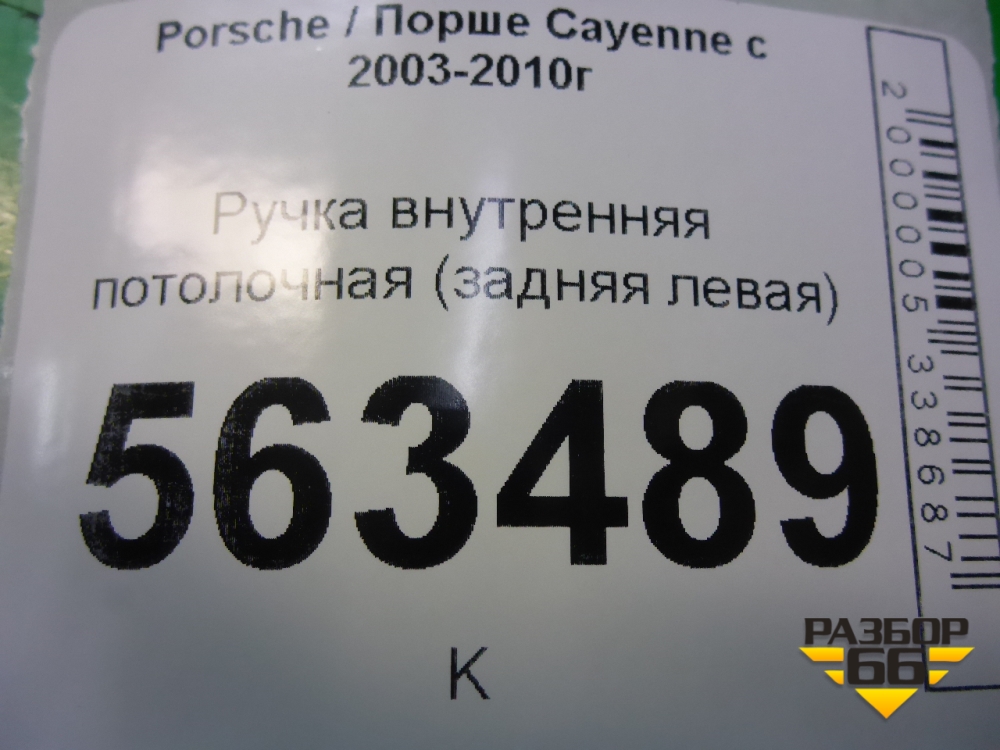 Porsche / Порше Cayenne с
2003-2010г
Ручка внутренняя
потолочная (задняя левая)
563489
К
2000005338687
РАЗБОР
66